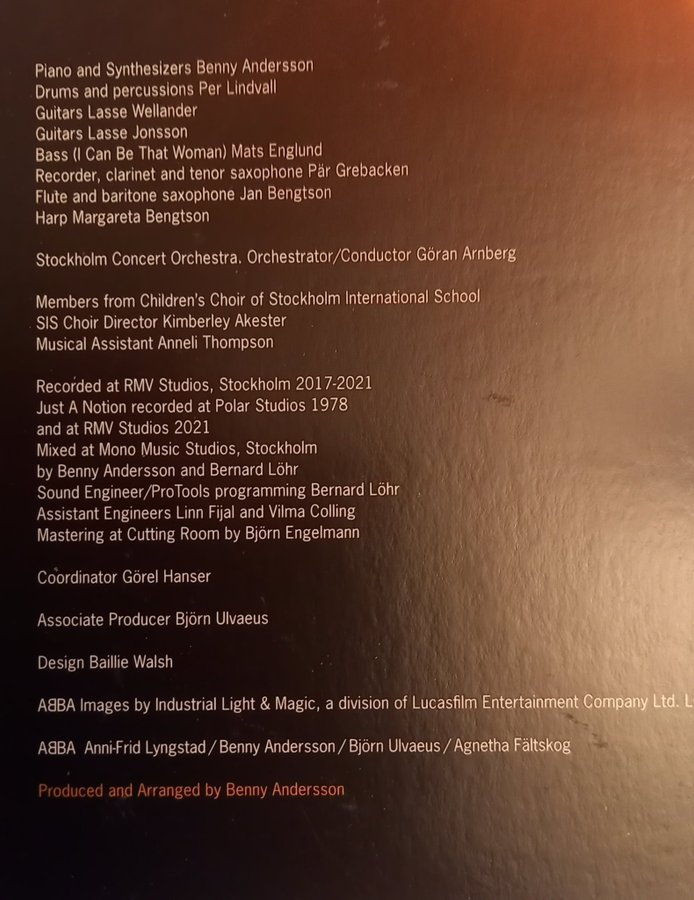 Piano and Synthesizers Benny Andersson
Drums and percussions Per Lindvall
Guitars Lasse Wellander
Guitars Lasse Jonsson
Bass (I Can Be That Woman) Mats Englund
Recorder, clarinet and tenor saxophone Pär Grebacken
Flute and baritone saxophone Jan Bengtson
Harp Margareta Bengtson
Stockholm Concert Orchestra. Orchestrator/Conductor Göran Arnberg
Members from Children's Choir of Stockholm International School
SIS Choir Director Kimberley Akester
Musical Assistant Anneli Thompson
Recorded at RMV Studios, Stockholm 2017-2021
Just A Notion recorded at Polar Studios 1978
and at RMV Studios 2021
Mixed at Mono Music Studios, Stockholm
by Benny Andersson and Bernard Löhr
Sound Engineer/ProTools programming Bernard Löhr
Assistant Engineers Linn Fijal and Vilma Colling
Mastering at Cutting Room by Björn Engelmann
Coordinator Görel Hanser
Associate Producer Björn Ulvaeus
Design Baillie Walsh
AᗺBA Images by Industrial Light & Magic, a division of Lucasfilm Entertainment Company Ltd. L
AᗺBA Anni-Frid Lyngstad / Benny Andersson / Björn Ulvaeus / Agnetha Fältskog
Produced and Arranged by Benny Andersson